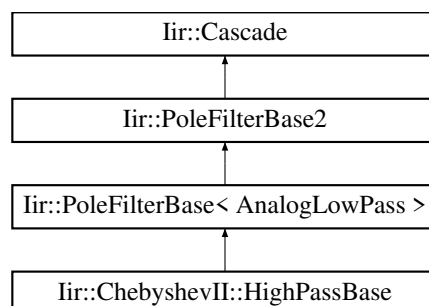 Iir::Cascade
Iir::PoleFilterBase2
Iir::PoleFilterBase< AnalogLowPass >
Iir::ChebyshevII::HighPassBase